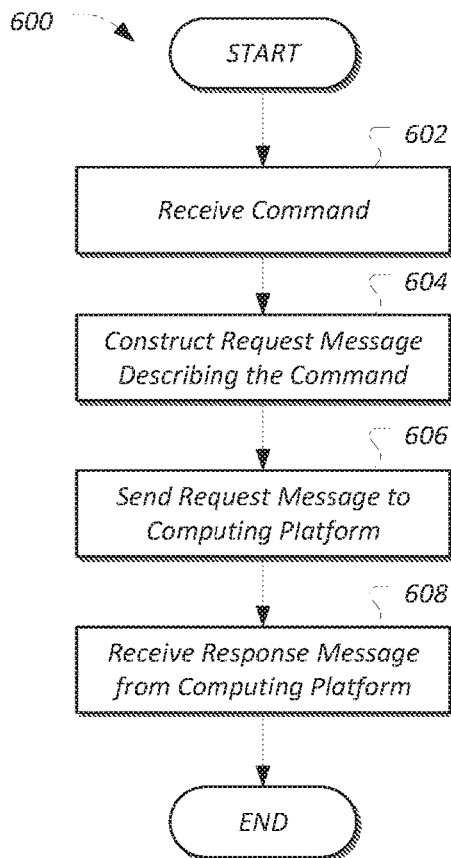 600
START
602
Receive Command
604
Construct Request Message
Describing the Command
606
Send Request Message to
Computing Platform
608
Receive Response Message
from Computing Platform
END